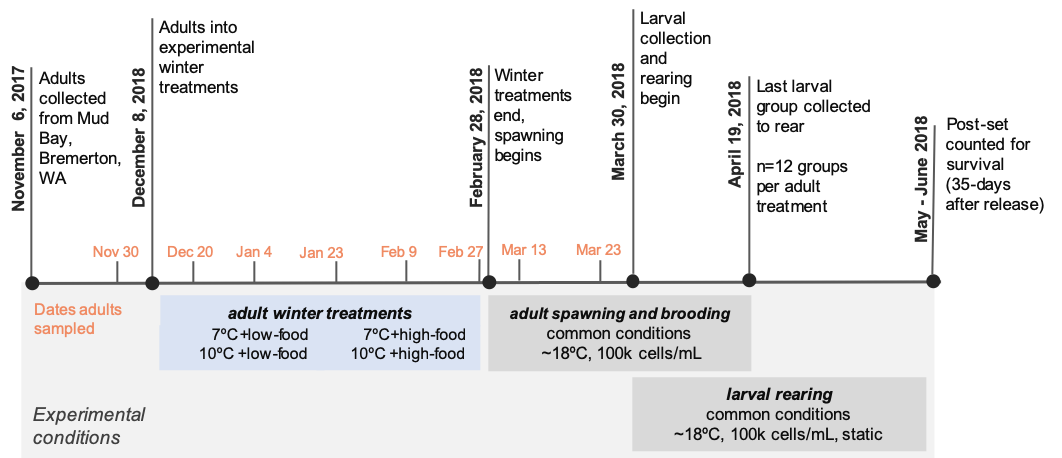 November 6, 2017
Adults
collected
from Mud
Bay,
Bremerton,
WA
December 8, 2018
Adults into
experimental
winter
treatments
February 28, 2018
Winter
treatments
end,
spawning
begins
March 30, 2018
Larval
collection
and
rearing
begin
April 19, 2018
Last larval
group collected
to rear
n=12 groups
per adult
treatment
May - June 2018
Post-set
counted for
survival
(35-days
after release)
Nov 30
Dec 20
Jan 4
Jan 23
Feb 9
Feb 27
Mar 13
Mar 23
Dates adults
sampled
adult winter treatments
7ºC+low-food 7ºC+high-food
10ºC +low-food 10ºC +high-food
adult spawning and brooding
common conditions
~18ºC, 100k cells/mL
larval rearing
common conditions
~18ºC, 100k cells/mL, static
Experimental
conditions